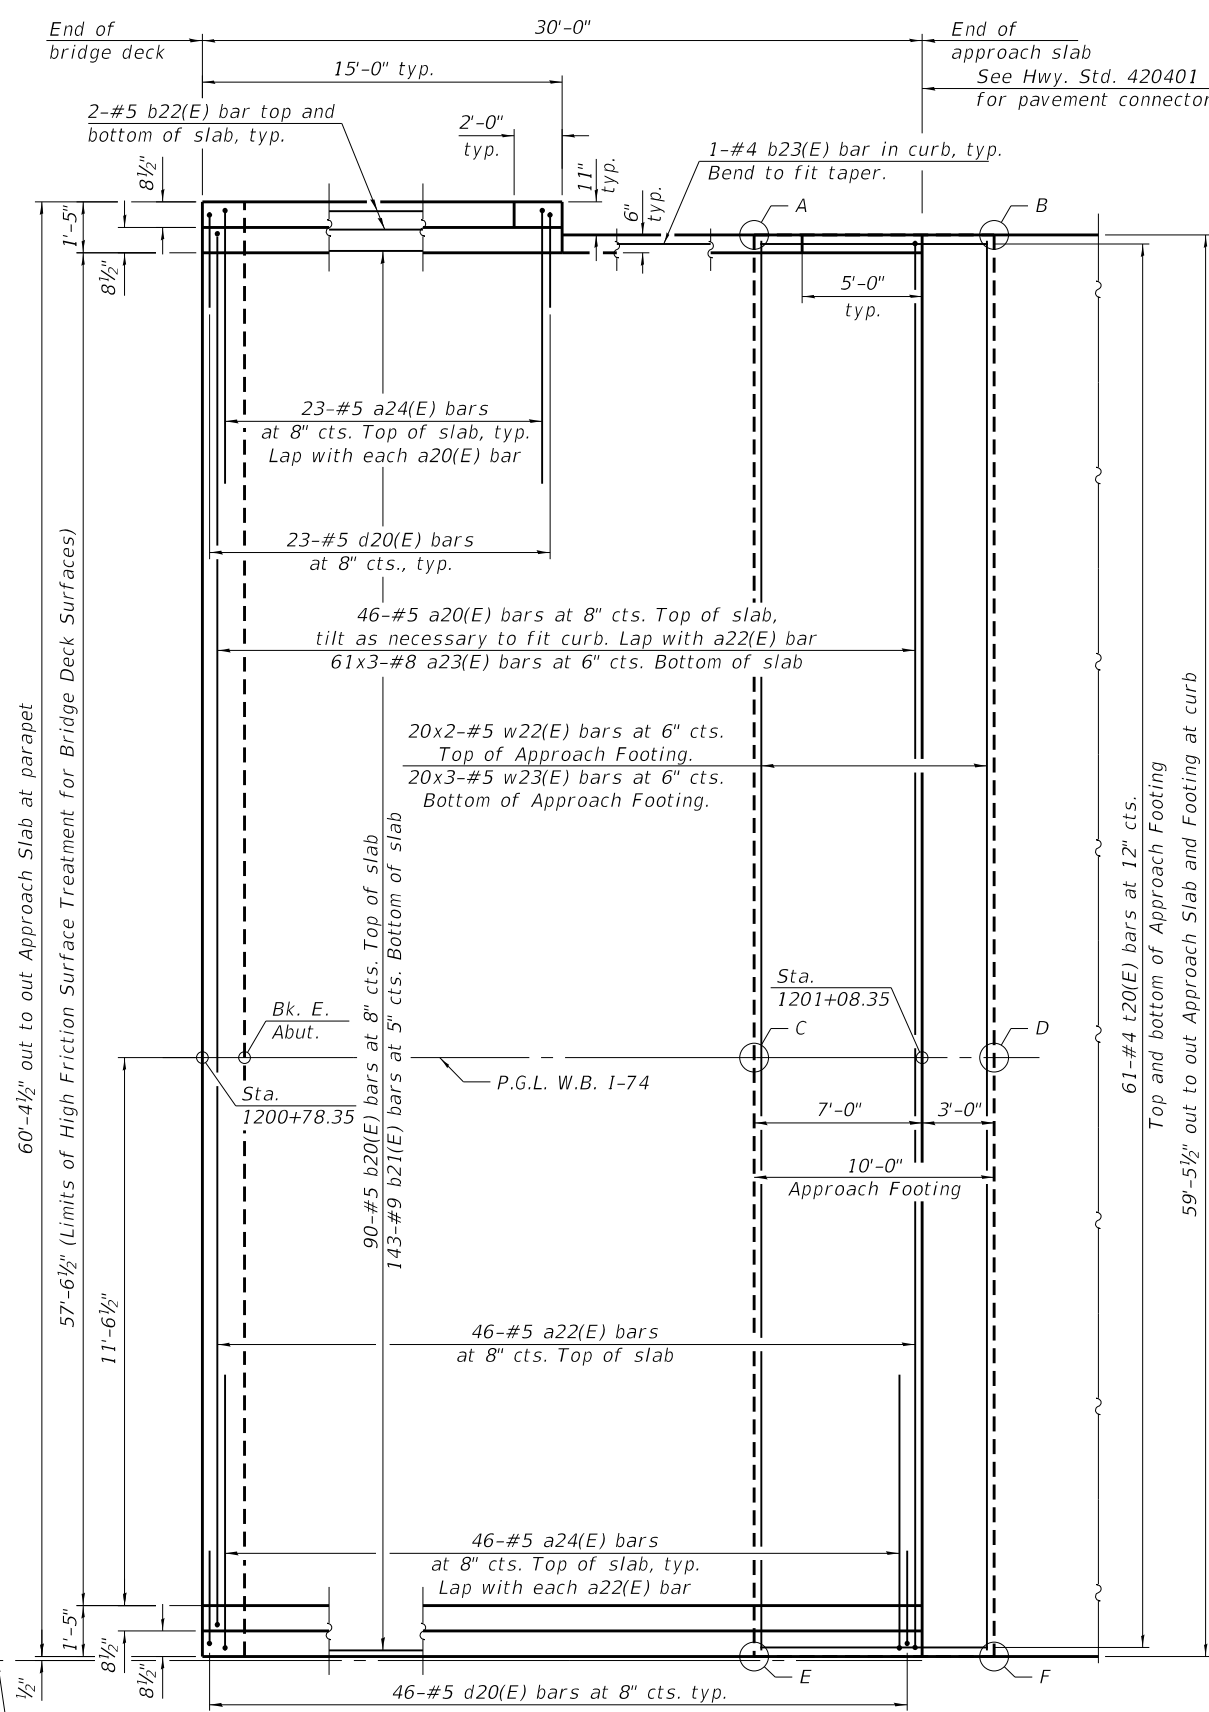 End of
bridge deck
30'-0"
End of
approach slab
See Hwy. Std. 420401
for pavement connector
15'-0" typ.
2-#5 b22(E) bar top and
bottom of slab, typ.
2'-0"
typ.
1-#4 b23(E) bar in curb, typ.
Bend to fit taper.
8½"
11"
typ.
6"
typ.
A
B
1'-5"
8½"
5'-0"
typ.
23-#5 a24(E) bars
at 8" cts. Top of slab, typ.
Lap with each a20(E) bar
23-#5 d20(E) bars
at 8" cts., typ.
46-#5 a20(E) bars at 8" cts. Top of slab,
tilt as necessary to fit curb. Lap with a22(E) bar
61x3-#8 a23(E) bars at 6" cts. Bottom of slab
20x2-#5 w22(E) bars at 6" cts.
Top of Approach Footing.
20x3-#5 w23(E) bars at 6" cts.
Bottom of Approach Footing.
60'-4½" out to out Approach Slab at parapet
57'-6½" (Limits of High Friction Surface Treatment for Bridge Deck Surfaces)
90-#5 b20(E) bars at 8" cts. Top of slab
143-#9 b21(E) bars at 5" cts. Bottom of slab
61-#4 t20(E) bars at 12" cts.
Top and bottom of Approach Footing
59'-5½" out to out Approach Slab and Footing at curb
Sta.
1201+08.35
Bk. E.
Abut.
C
D
P.G.L. W.B. I-74
Sta.
1200+78.35
7'-0"
3'-0"
10'-0"
Approach Footing
11'-6½"
46-#5 a22(E) bars
at 8" cts. Top of slab
46-#5 a24(E) bars
at 8" cts. Top of slab, typ.
Lap with each a22(E) bar
1'-5"
8½"
8½"
½"
E
F
46-#5 d20(E) bars at 8" cts. typ.